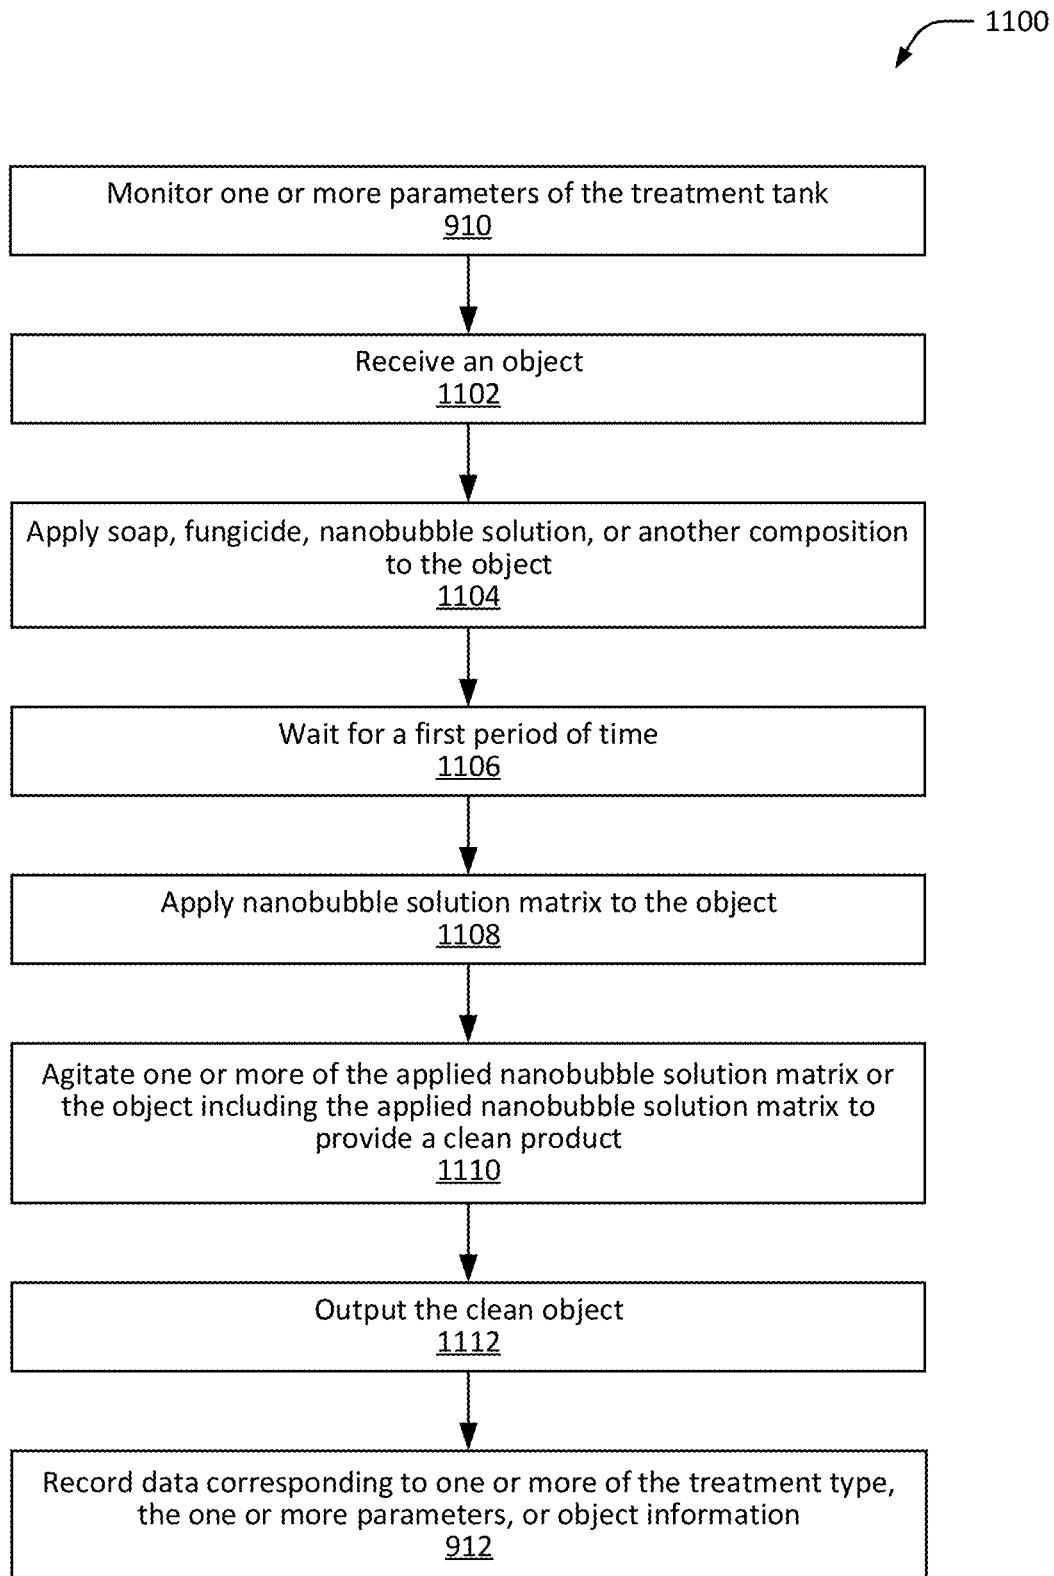 1100
Monitor one or more parameters of the treatment tank
910
Receive an object
1102
Apply soap, fungicide, nanobubble solution, or another composition
to the object
1104
Wait for a first period of time
1106
Apply nanobubble solution matrix to the object
1108
Agitate one or more of the applied nanobubble solution matrix or
the object including the applied nanobubble solution matrix to
provide a clean product
1110
Output the clean object
1112
Record data corresponding to one or more of the treatment type,
the one or more parameters, or object information
912